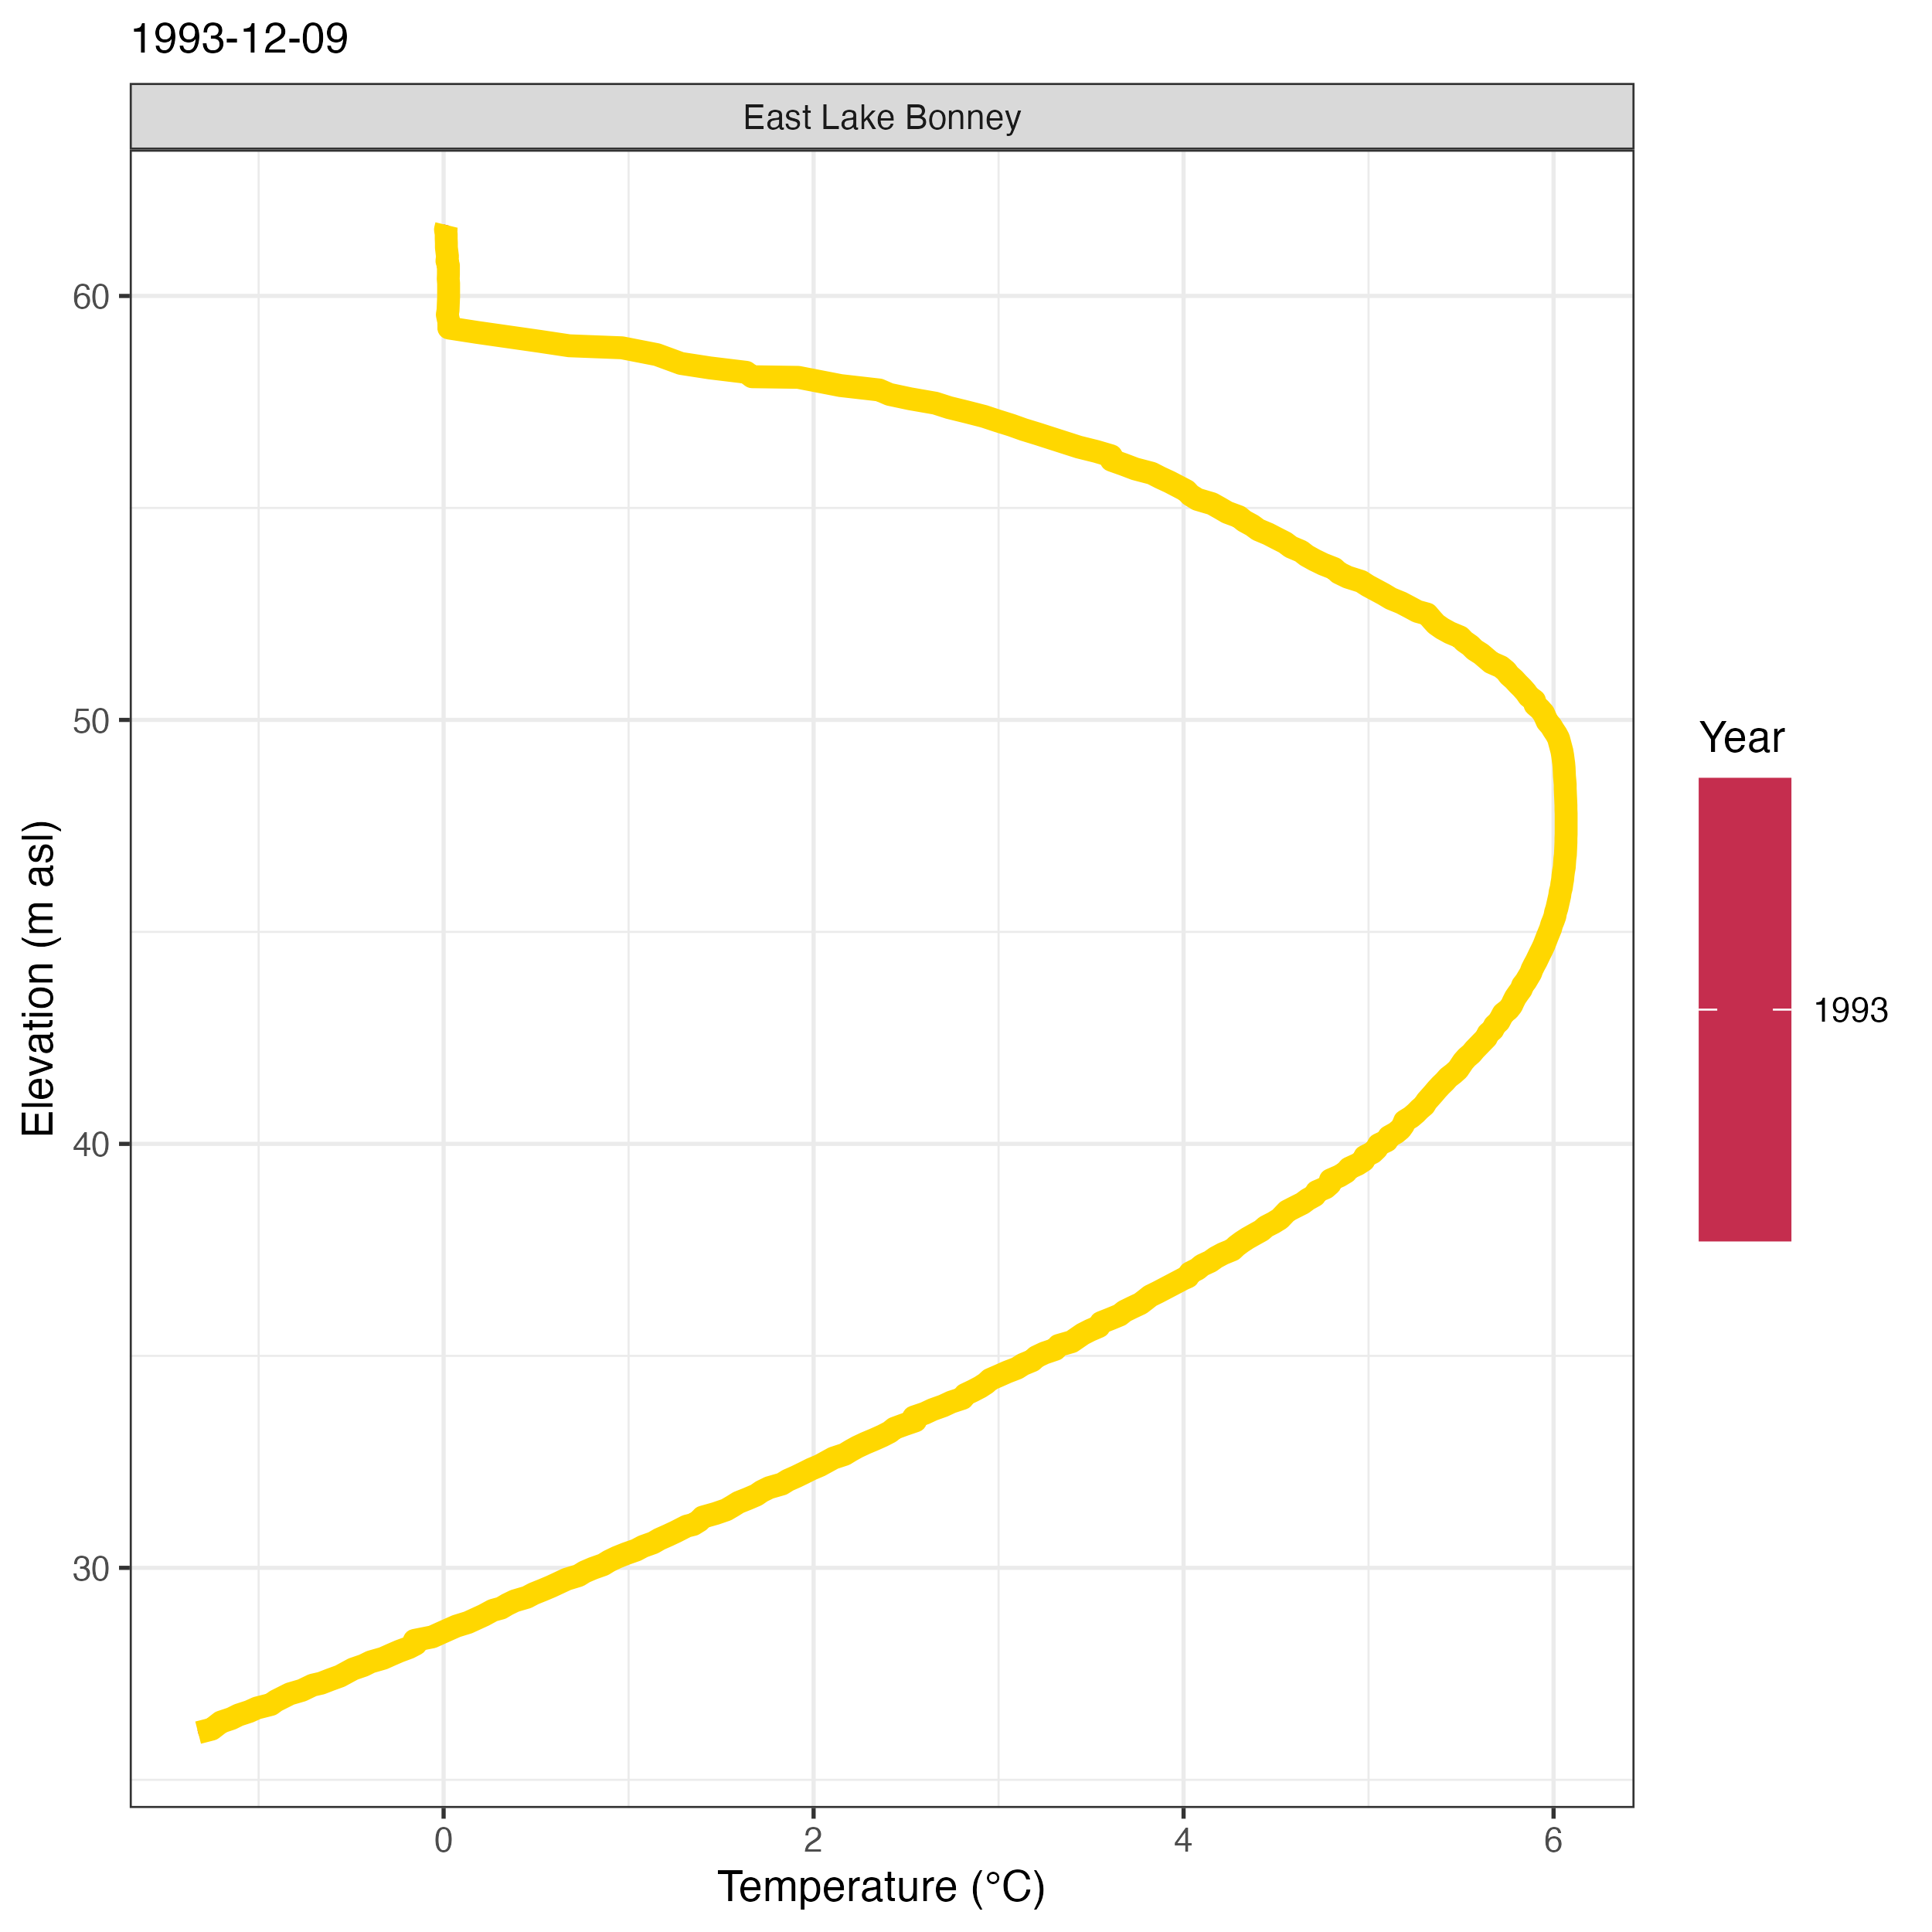 1993-12-09
East Lake Bonney
60
50
40
30
Elevation (m asl)
0 2 4 6
Temperature (°C)
Year
1993